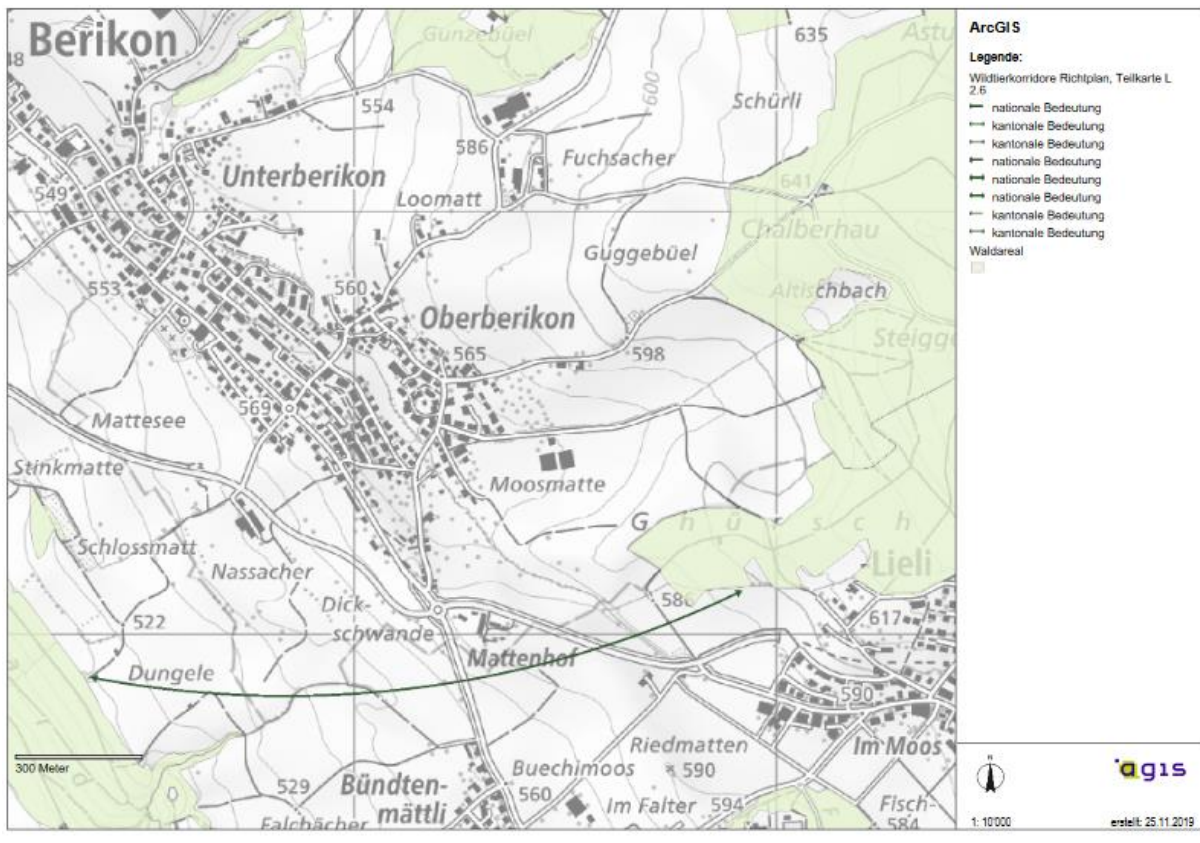 Berikon
48
Gunzebüel
635
Astu
554
600
Schürli
586
Fuchsacher
Unterberikon
549
Loomatt
641
Chalberhau
Guggebüel
553
560
Altischbach
Oberberikon
565
598
Steigge
569
Mattesee
Stinkmatte
Moosmatte
Ghürsch
Schlossmatt
Lieli
Nassacher
586
Dick-
schwande
522
617
Mattenhof
Dungele
590
300 Meter
Riedmatten
590
Im Moos
Buechimoos
529
Bündten-
mättli
560
Im Falter
594
Fisch-
584
Falchächer
ArcGIS
Legende:
Wildtierkorridore Richtplan, Teilkarte L
2.6
nationale Bedeutung
kantonale Bedeutung
kantonale Bedeutung
nationale Bedeutung
nationale Bedeutung
nationale Bedeutung
kantonale Bedeutung
kantonale Bedeutung
Waldareal
N
agis
1: 10'000
erstellt: 25.11.2019